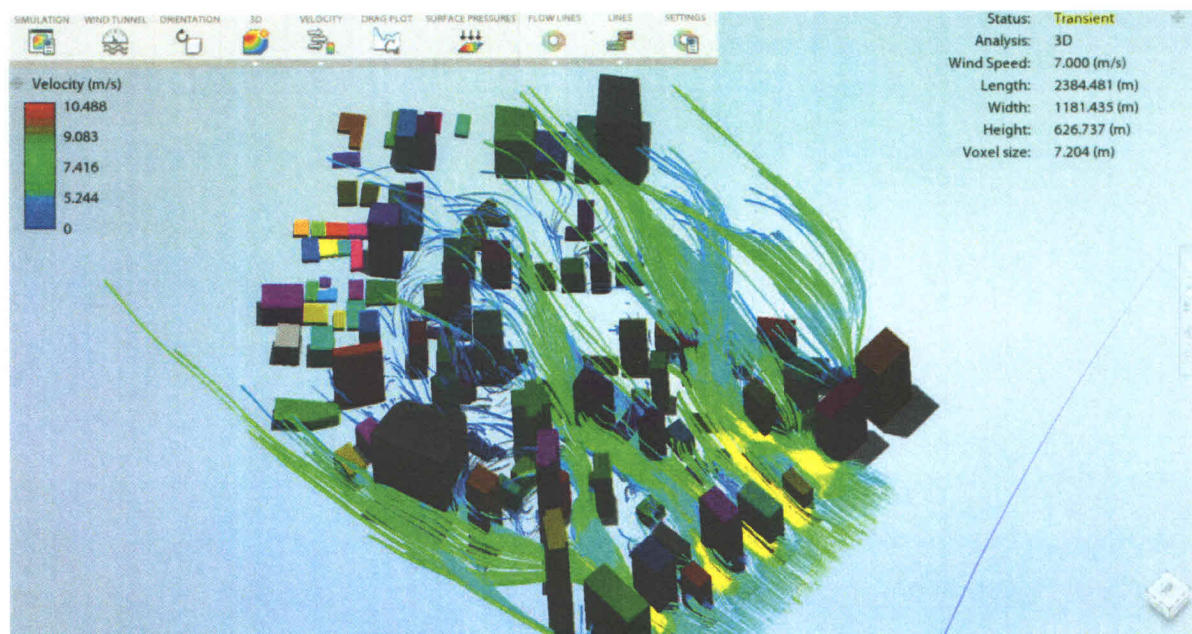 SIMULATION WIND TUNNEL ORIENTATION 3D VELOCITY DRAG PLOT SURFACE PRESSURES FLOW LINES LINES SETTINGS
Velocity (m/s)
10.488
9.083
7.416
5.244
0
Status: Transient
Analysis: 3D
Wind Speed: 7.000 (m/s)
Length: 2384.481 (m)
Width: 1181.435 (m)
Height: 626.737 (m)
Voxel size: 7.204 (m)